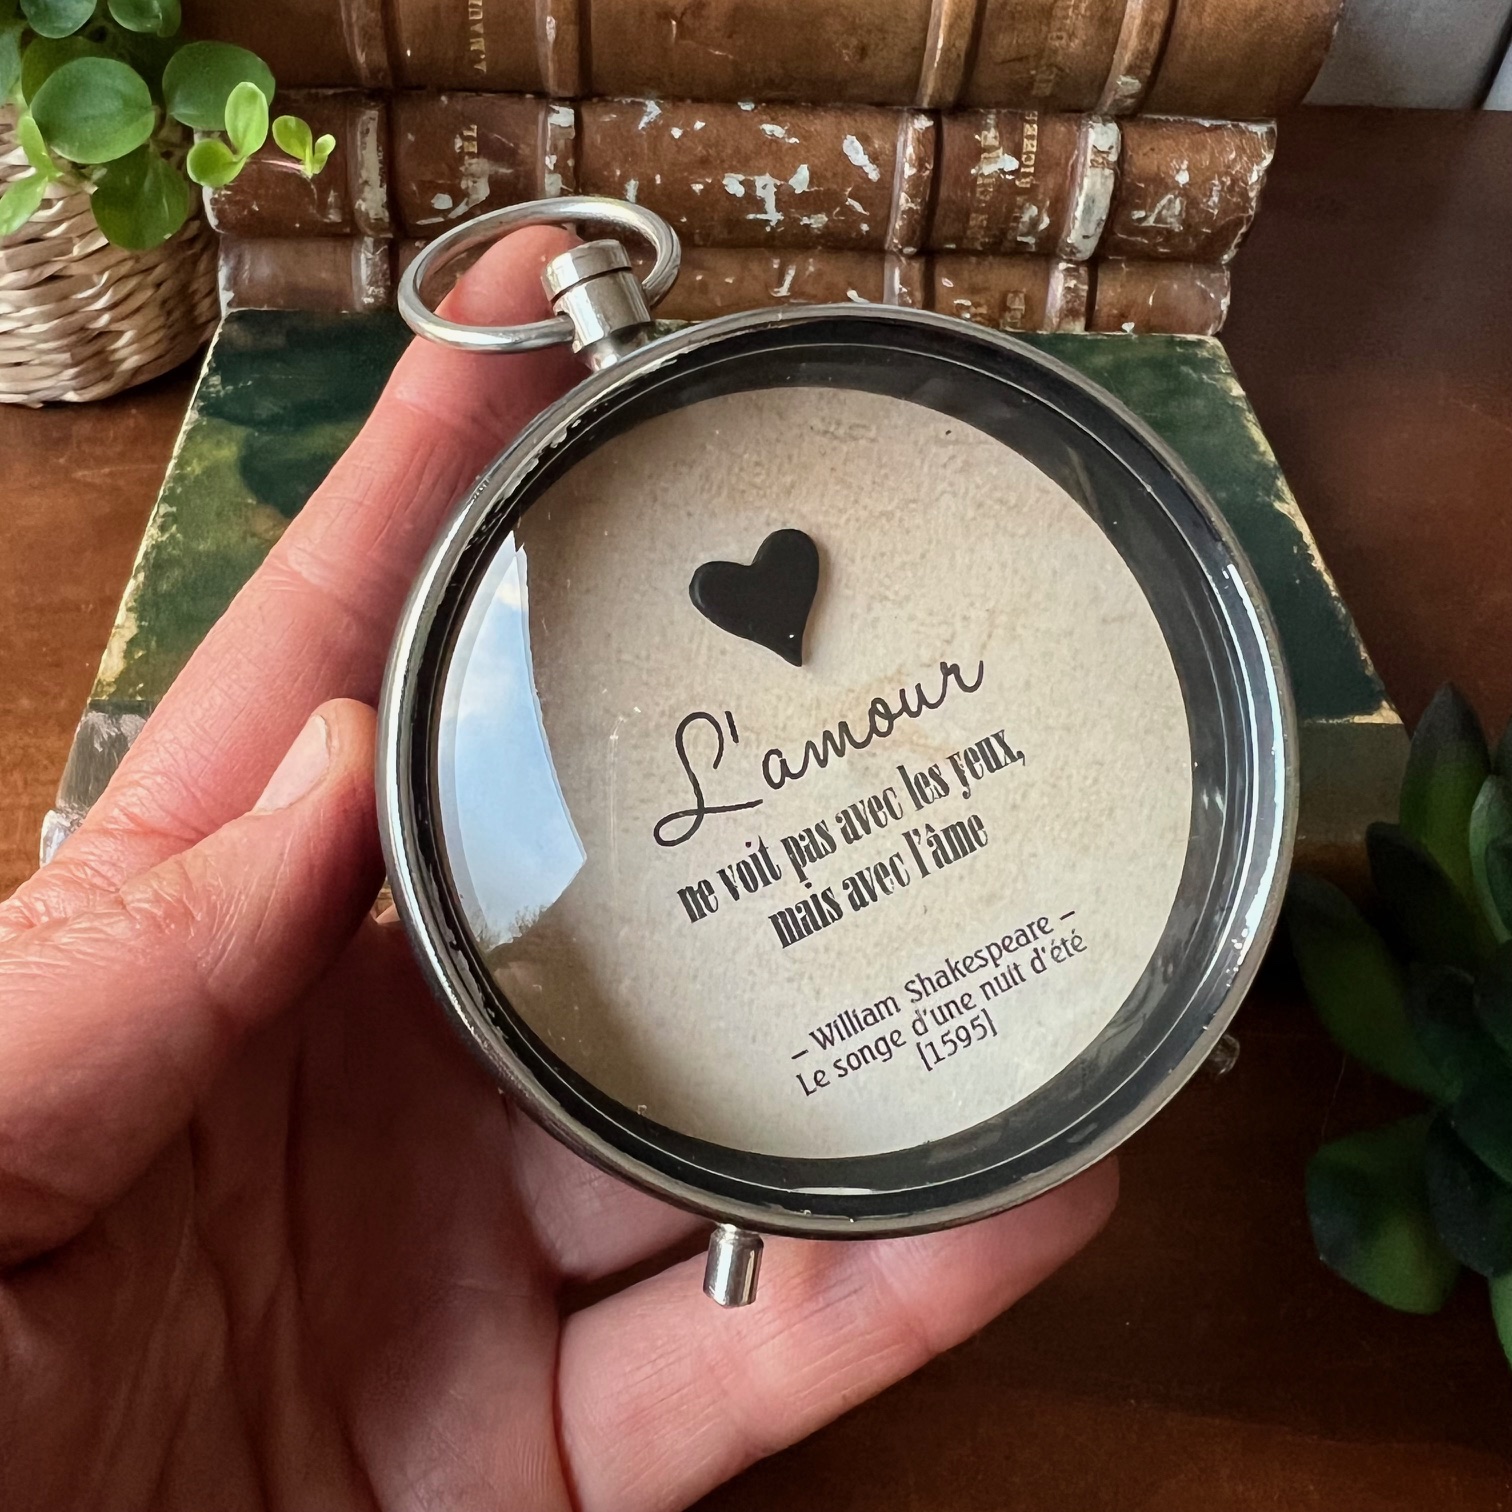 L'amour
ne voit pas avec les yeux,
mais avec l'âme
– William Shakespeare –
Le songe d'une nuit d'été
[1595]